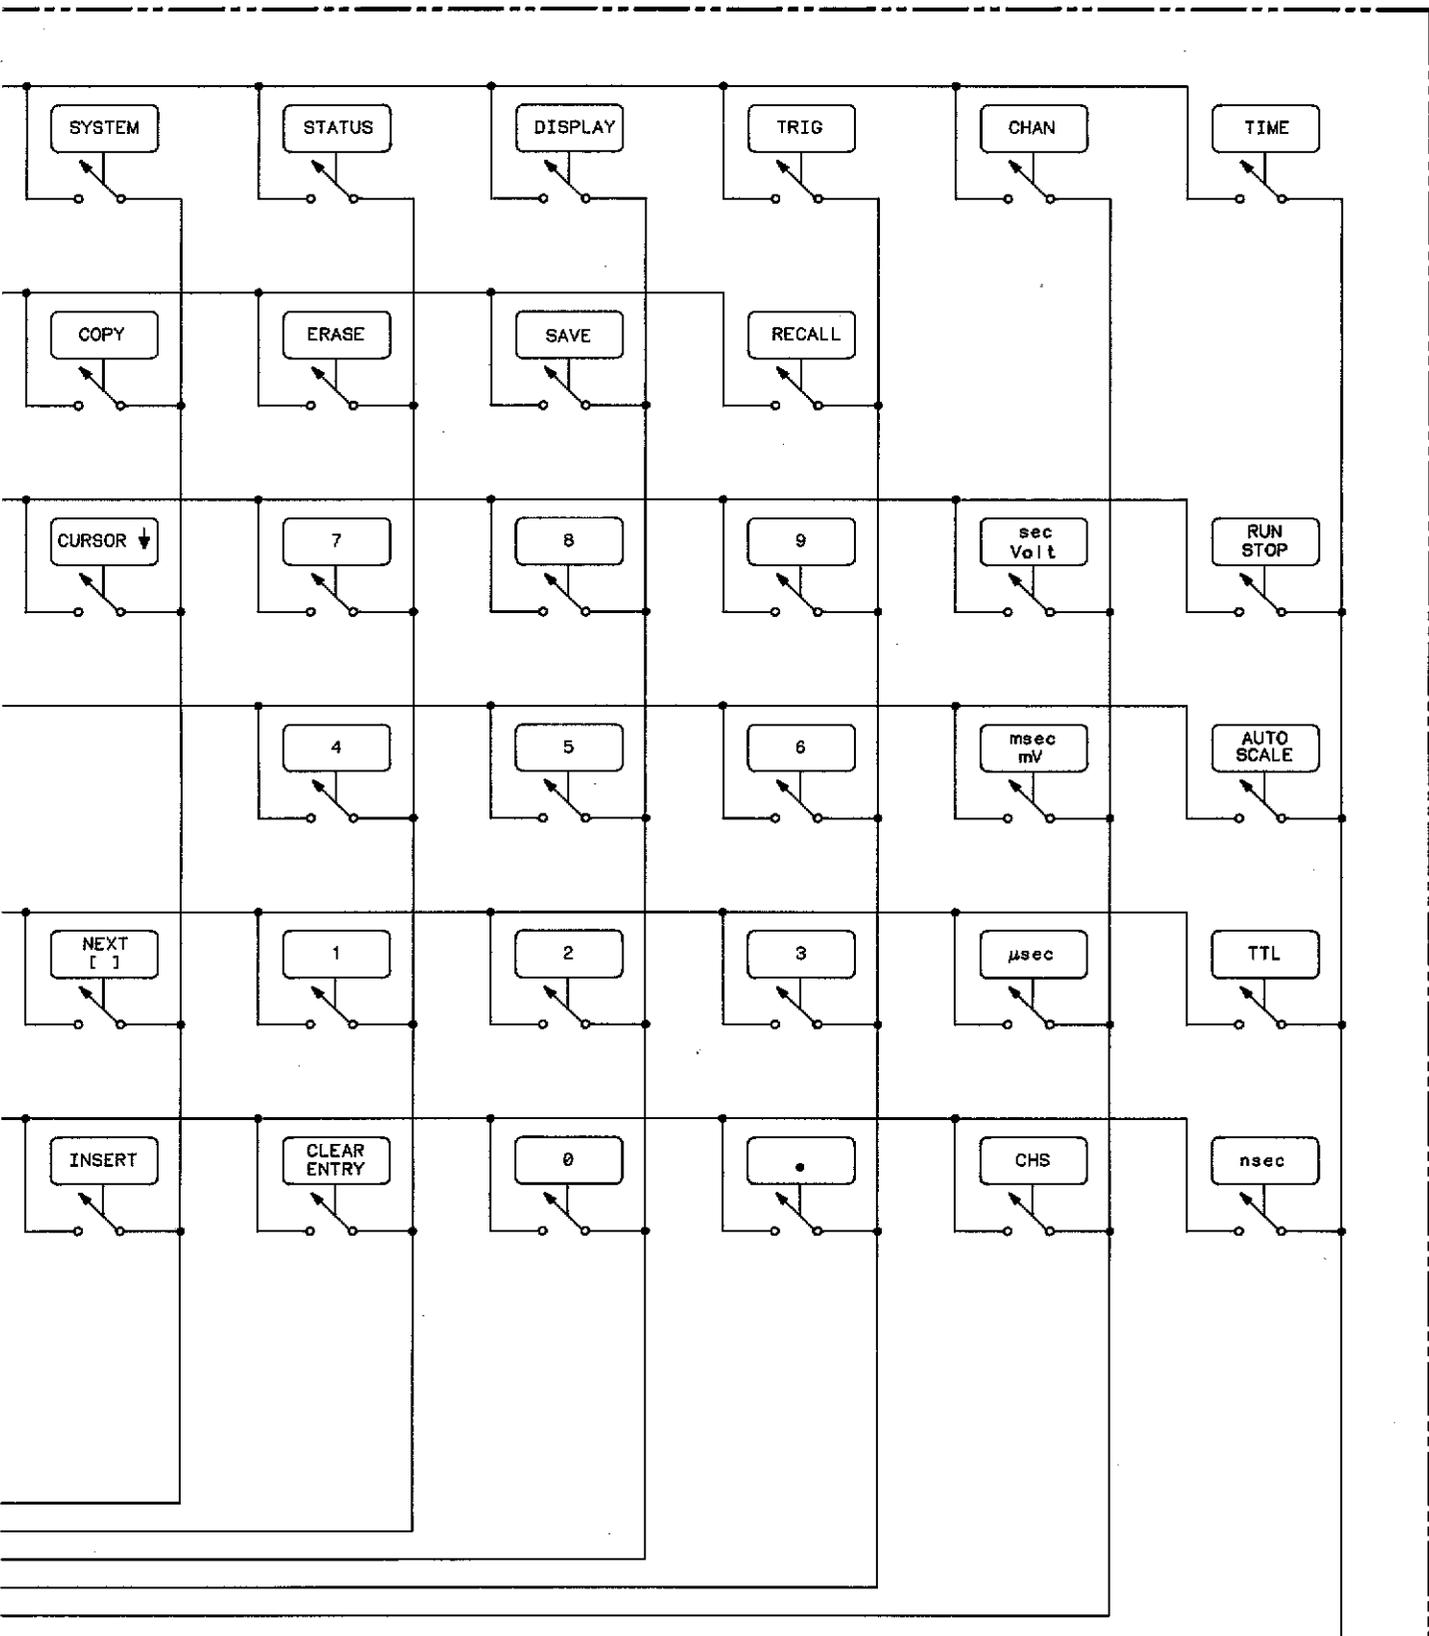 SYSTEM
STATUS
DISPLAY
TRIG
CHAN
TIME
COPY
ERASE
SAVE
RECALL
CURSOR ↓
7
8
9
sec
Volt
RUN
STOP
4
5
6
msec
mV
AUTO
SCALE
NEXT
[ ]
1
2
3
µsec
TTL
INSERT
CLEAR
ENTRY
0
.
CHS
nsec